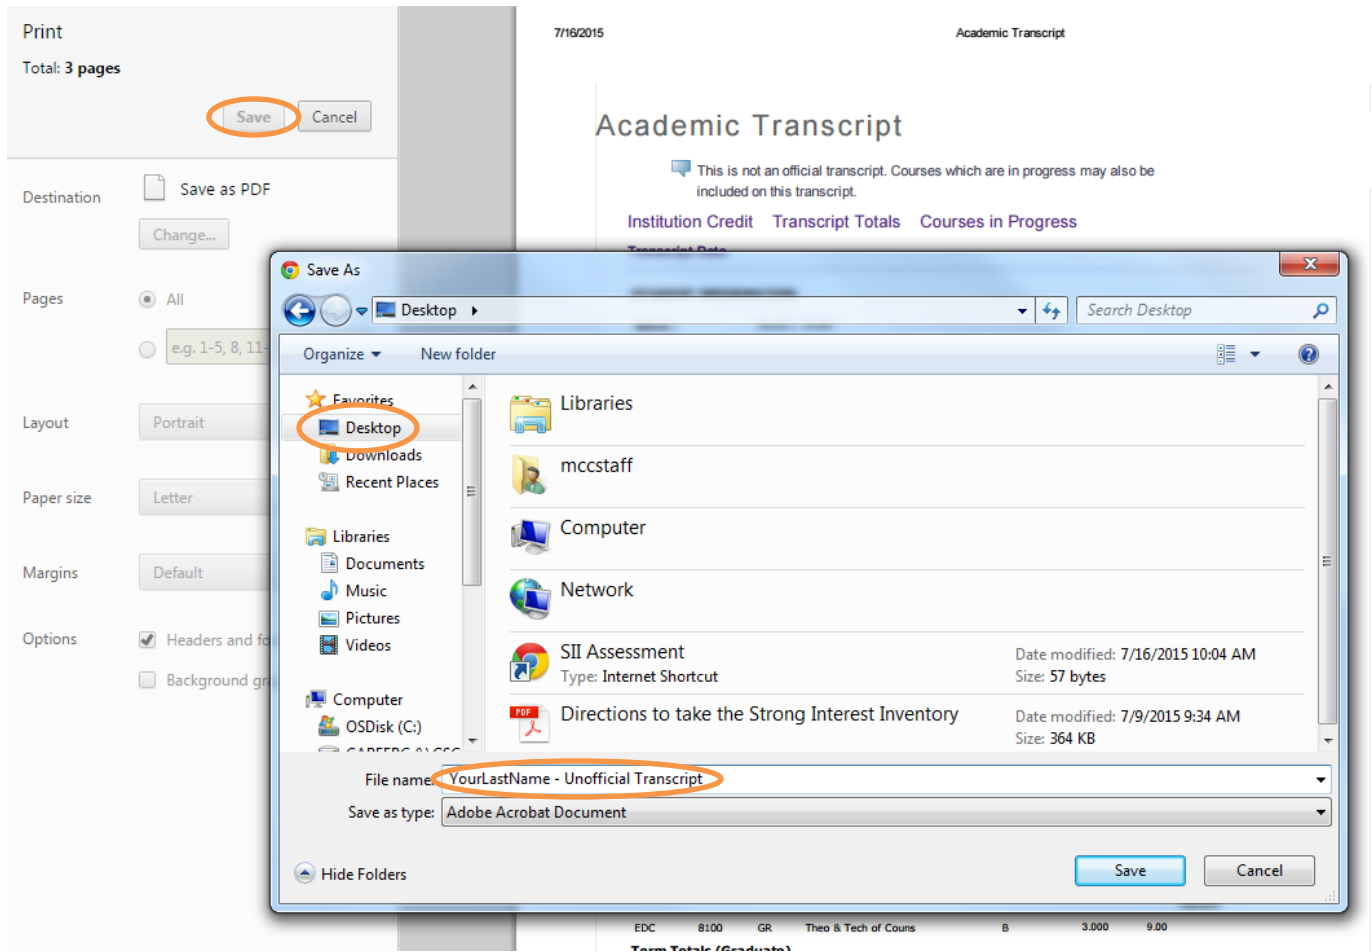 Print
Total: 3 pages
Save Cancel
Destination Save as PDF
Change...
Pages All
e.g. 1-5, 8, 11-
Layout Portrait
Paper size Letter
Margins Default
Options Headers and fo
Background gra
7/16/2015 Academic Transcript
Academic Transcript
This is not an official transcript. Courses which are in progress may also be
included on this transcript.
Institution Credit Transcript Totals Courses in Progress
Transcript Data
Save As
Desktop
Search Desktop
Organize New folder
Favorites
Desktop
Downloads
Recent Places
Libraries
Documents
Music
Pictures
Videos
Computer
OSDisk (C:)
Libraries
mccstaff
Computer
Network
SII Assessment Date modified: 7/16/2015 10:04 AM
Type: Internet Shortcut Size: 57 bytes
PDF
Directions to take the Strong Interest Inventory Date modified: 7/9/2015 9:34 AM
Size: 364 KB
File name: YourLastName - Unofficial Transcript
Save as type: Adobe Acrobat Document
Hide Folders Save Cancel
EDC 8100 GR Theo & Tech of Couns B 3.000 9.00
Term Totals (Graduate)